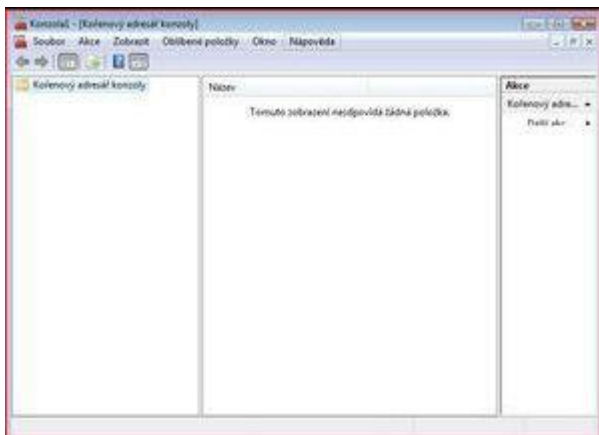 Konzola1 - [Kořenový adresář konzoly]
Soubor Akce Zobrazit Oblíbené položky Okno Nápověda
Kořenový adresář konzoly
Název
Tomuto zobrazení neodpovídá žádná položka.
Akce
Kořenový adre...
Další akc